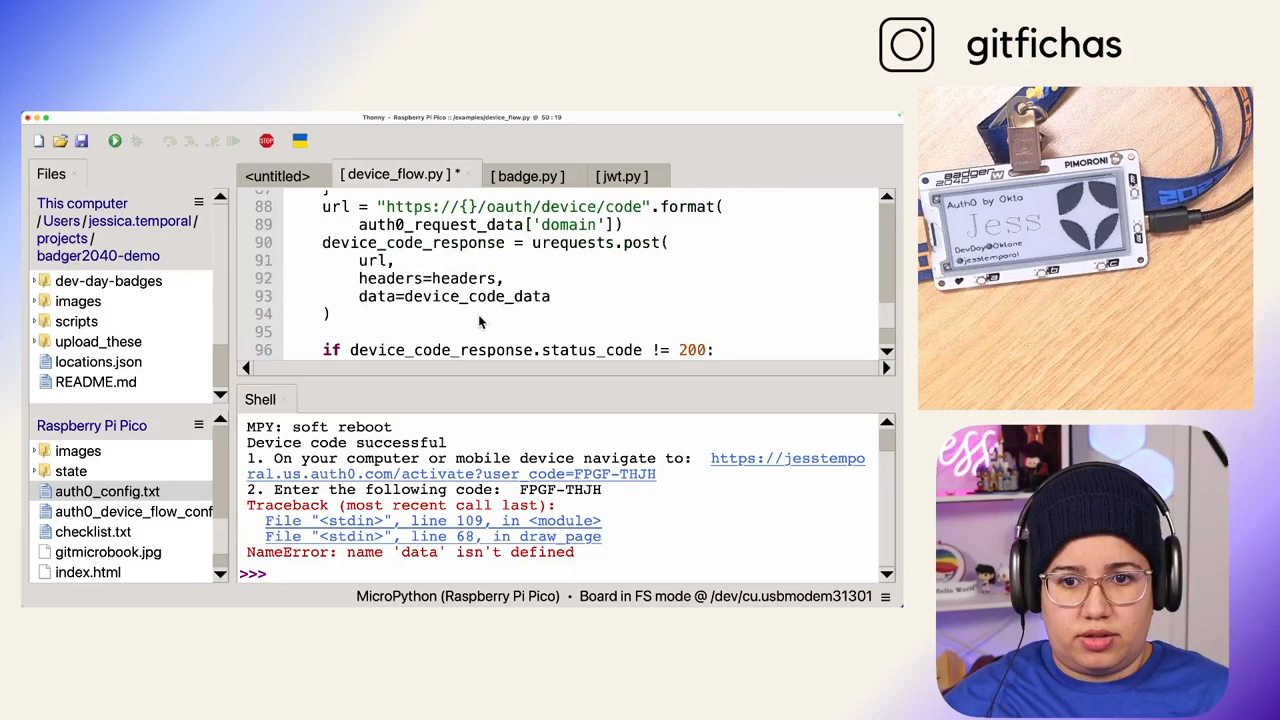 gitfichas
Thonny - Raspberry Pi Pico :: /examples/device_flow.py @ 50 : 19
STOP
Files
This computer
/ Users / jessica.temporal /
projects /
badger2040-demo
dev-day-badges
images
scripts
upload_these
locations.json
README.md
Raspberry Pi Pico
images
state
auth0_config.txt
auth0_device_flow_conf
checklist.txt
gitmicrobook.jpg
index.html
<untitled>
[ device_flow.py ] *
[ badge.py ]
[ jwt.py ]
88 url = "https://{}/oauth/device/code".format(
89 auth0_request_data['domain'])
90 device_code_response = urequests.post(
91 url,
92 headers=headers,
93 data=device_code_data
94 )
95
96 if device_code_response.status_code != 200:
Shell
MPY: soft reboot
Device code successful
1. On your computer or mobile device navigate to: https://jesstempo
ral.us.auth0.com/activate?user_code=FPGF-THJH
2. Enter the following code: FPGF-THJH
Traceback (most recent call last):
File "<stdin>", line 109, in <module>
File "<stdin>", line 68, in draw_page
NameError: name 'data' isn't defined
>>>
MicroPython (Raspberry Pi Pico) • Board in FS mode @ /dev/cu.usbmodem31301
PIMORONI
badger
2040 W
Auth0 by Okta
Jess
DevDay@Oktane
@jesstemporal